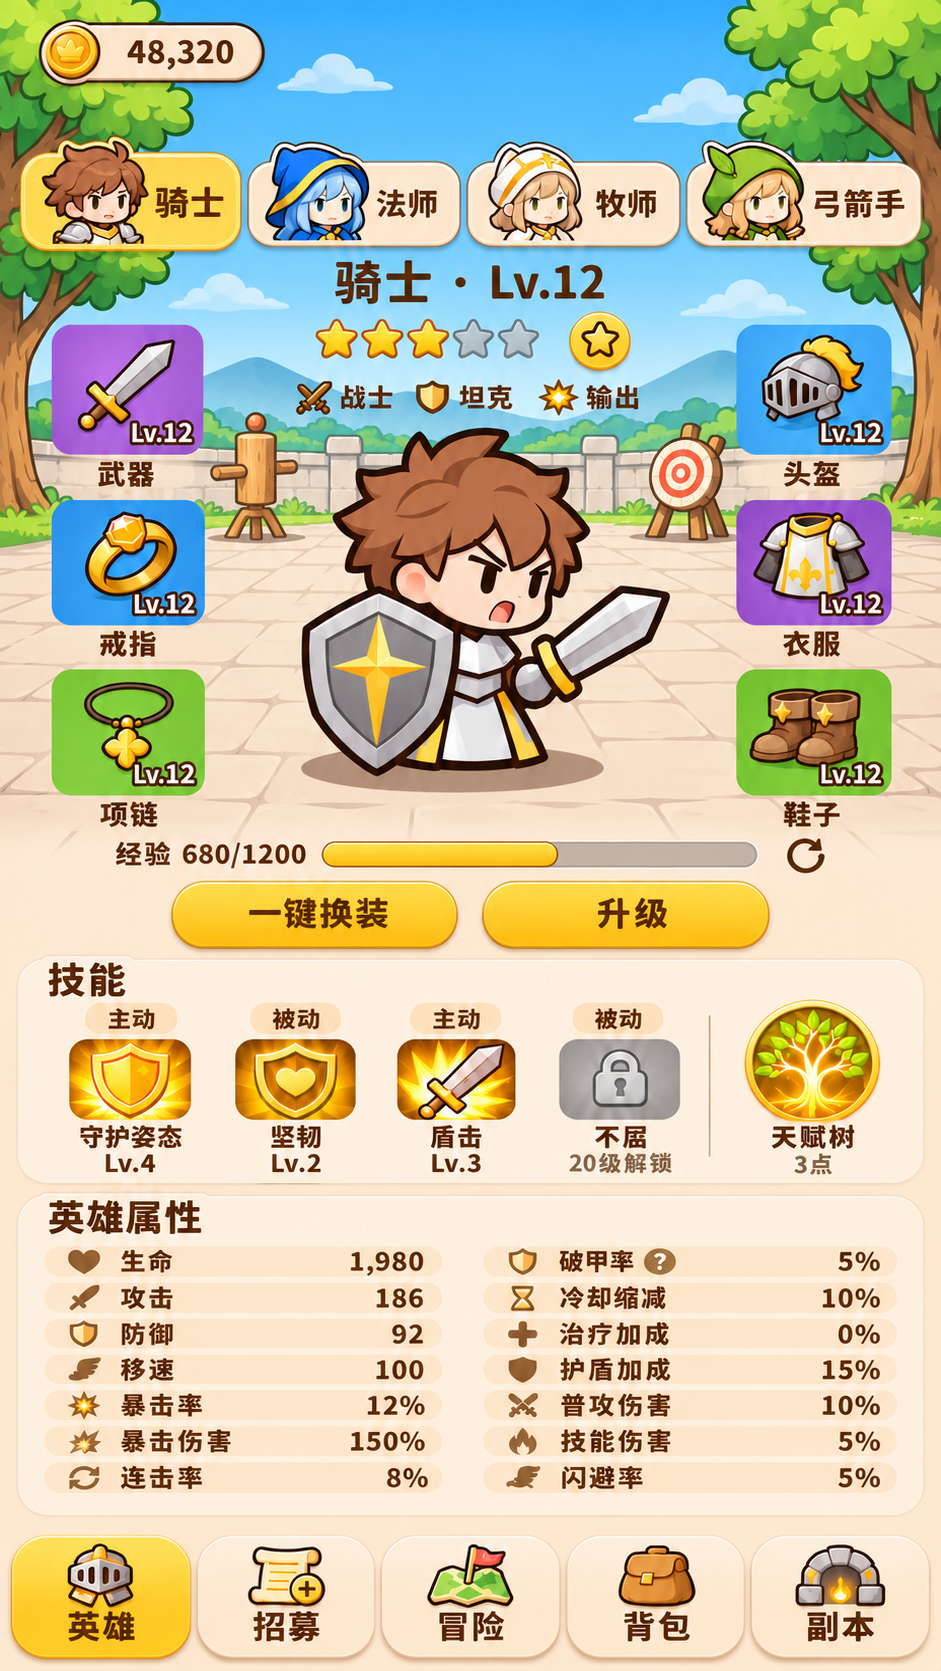 48,320
骑士 法师 牧师 弓箭手
骑士 · Lv.12
战士 坦克 输出
Lv.12
武器
Lv.12
戒指
Lv.12
项链
Lv.12
头盔
Lv.12
衣服
Lv.12
鞋子
经验 680/1200
一键换装 升级
技能
主动 被动 主动 被动
守护姿态 坚韧 盾击 不屈 天赋树
Lv.4 Lv.2 Lv.3 20级解锁 3点
英雄属性
生命 1,980 破甲率 ? 5%
攻击 186 冷却缩减 10%
防御 92 治疗加成 0%
移速 100 护盾加成 15%
暴击率 12% 普攻伤害 10%
暴击伤害 150% 技能伤害 5%
连击率 8% 闪避率 5%
英雄 招募 冒险 背包 副本